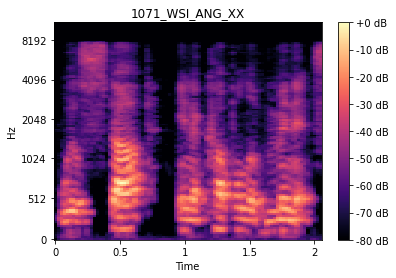 1071_WSI_ANG_XX
8192
4096
2048
1024
512
0
Hz
0
0.5
1
1.5
2
Time
+0 dB
-10 dB
-20 dB
-30 dB
-40 dB
-50 dB
-60 dB
-70 dB
-80 dB